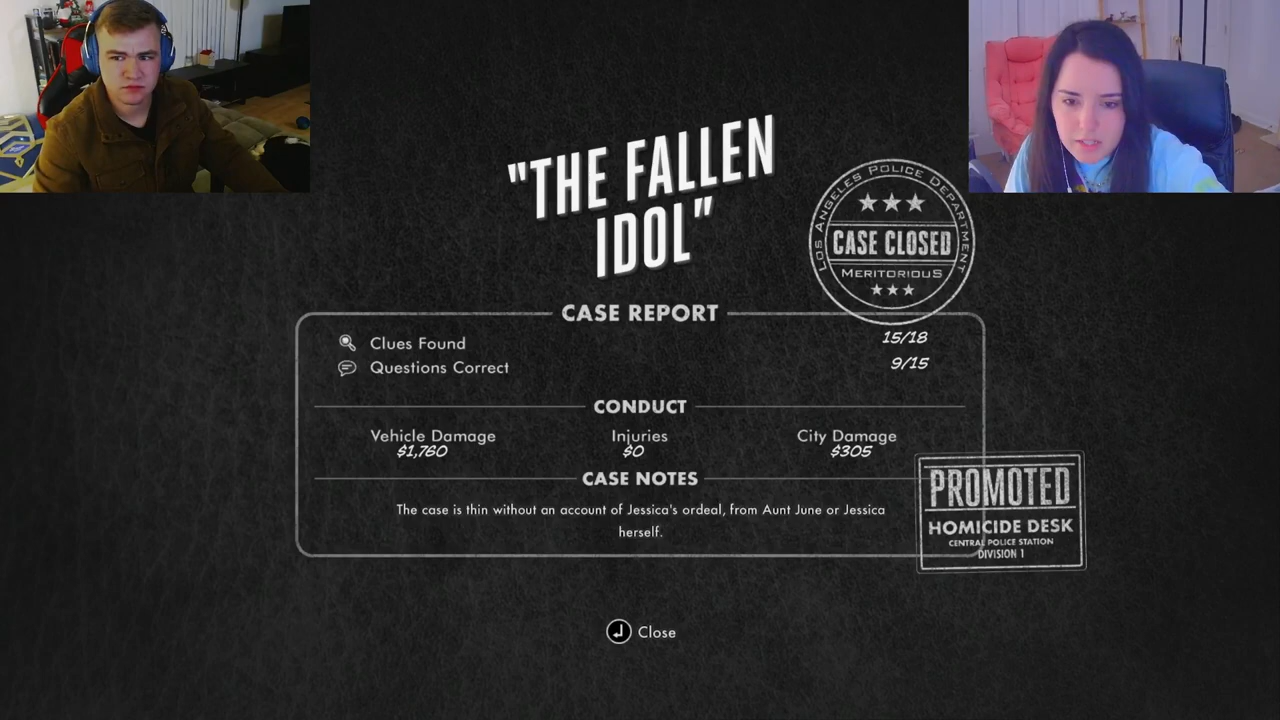 "THE FALLEN
IDOL"
LOS ANGELES POLICE DEPARTMENT
CASE CLOSED
MERITORIOUS
CASE REPORT
Clues Found 15/18
Questions Correct 9/15
CONDUCT
Vehicle Damage Injuries City Damage
$1,760 $0 $305
CASE NOTES
The case is thin without an account of Jessica's ordeal, from Aunt June or Jessica
herself.
PROMOTED
HOMICIDE DESK
CENTRAL POLICE STATION
DIVISION 1
Close